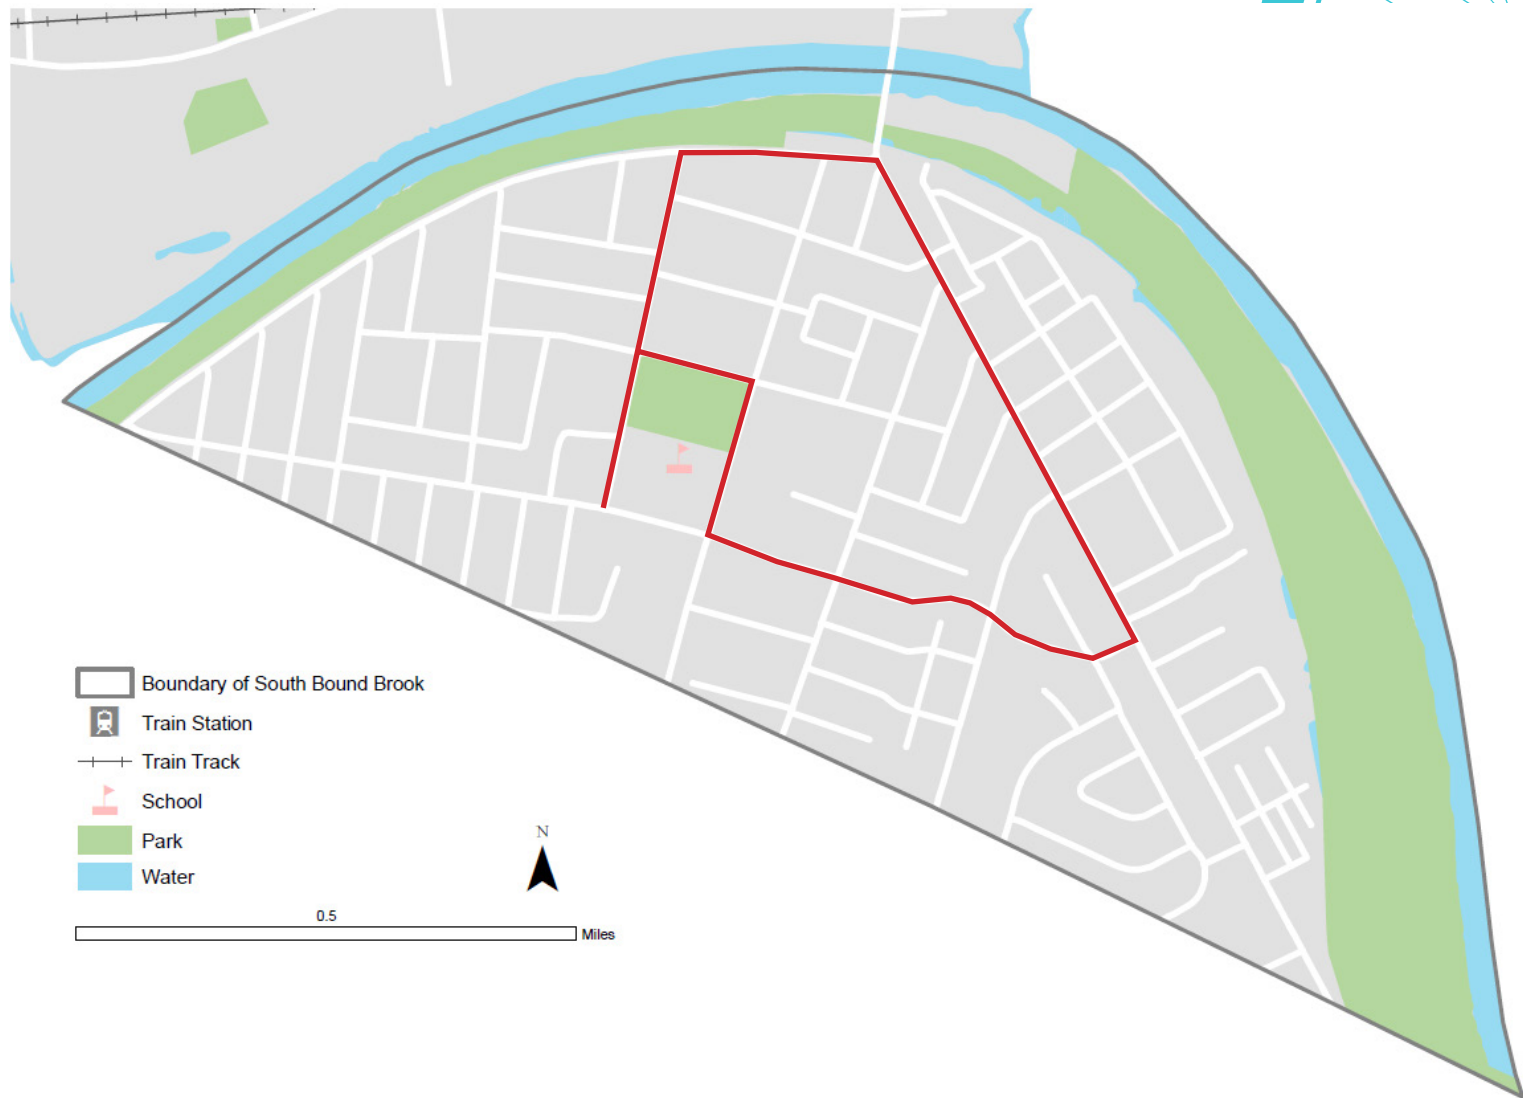 Boundary of South Bound Brook
Train Station
Train Track
School
Park
Water
N
0.5
Miles